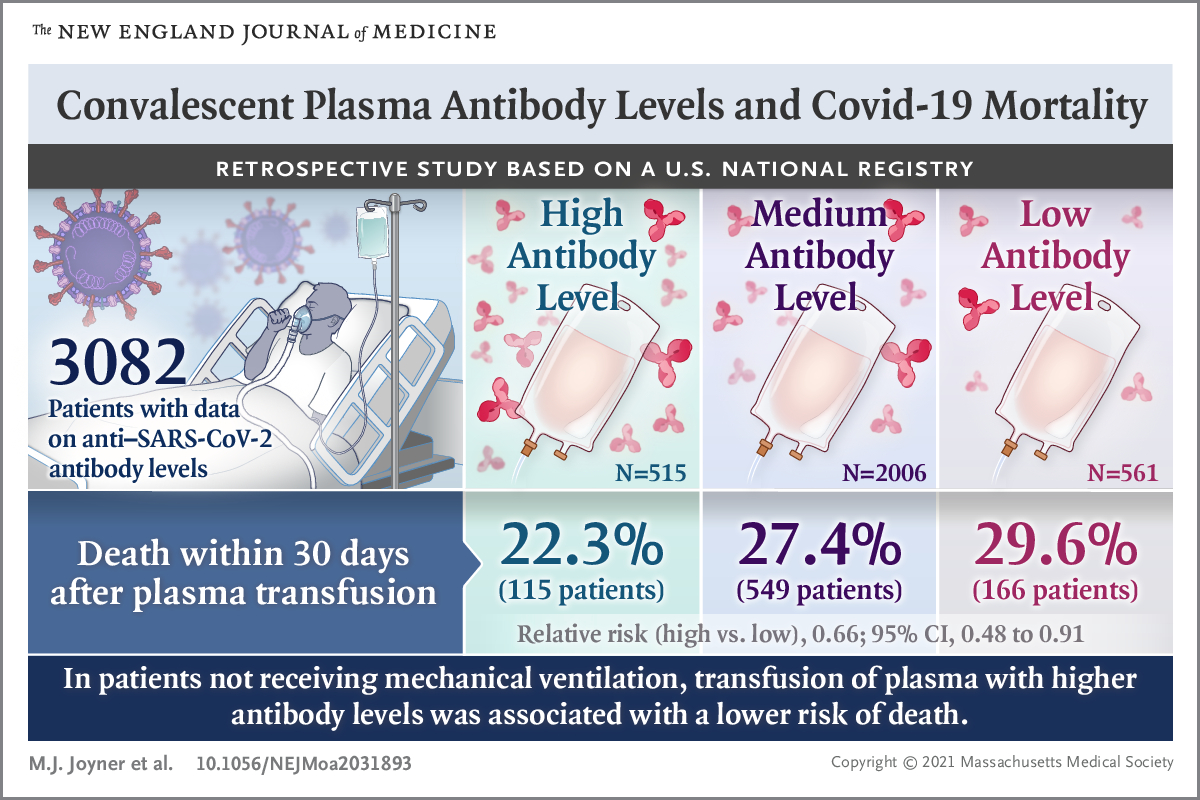 The NEW ENGLAND JOURNAL of MEDICINE
Convalescent Plasma Antibody Levels and Covid-19 Mortality
RETROSPECTIVE STUDY BASED ON A U.S. NATIONAL REGISTRY
3082
Patients with data
on anti–SARS-CoV-2
antibody levels
High
Antibody
Level
N=515
Medium
Antibody
Level
N=2006
Low
Antibody
Level
N=561
Death within 30 days
after plasma transfusion
22.3%
(115 patients)
27.4%
(549 patients)
29.6%
(166 patients)
Relative risk (high vs. low), 0.66; 95% CI, 0.48 to 0.91
In patients not receiving mechanical ventilation, transfusion of plasma with higher
antibody levels was associated with a lower risk of death.
M.J. Joyner et al. 10.1056/NEJMoa2031893
Copyright © 2021 Massachusetts Medical Society